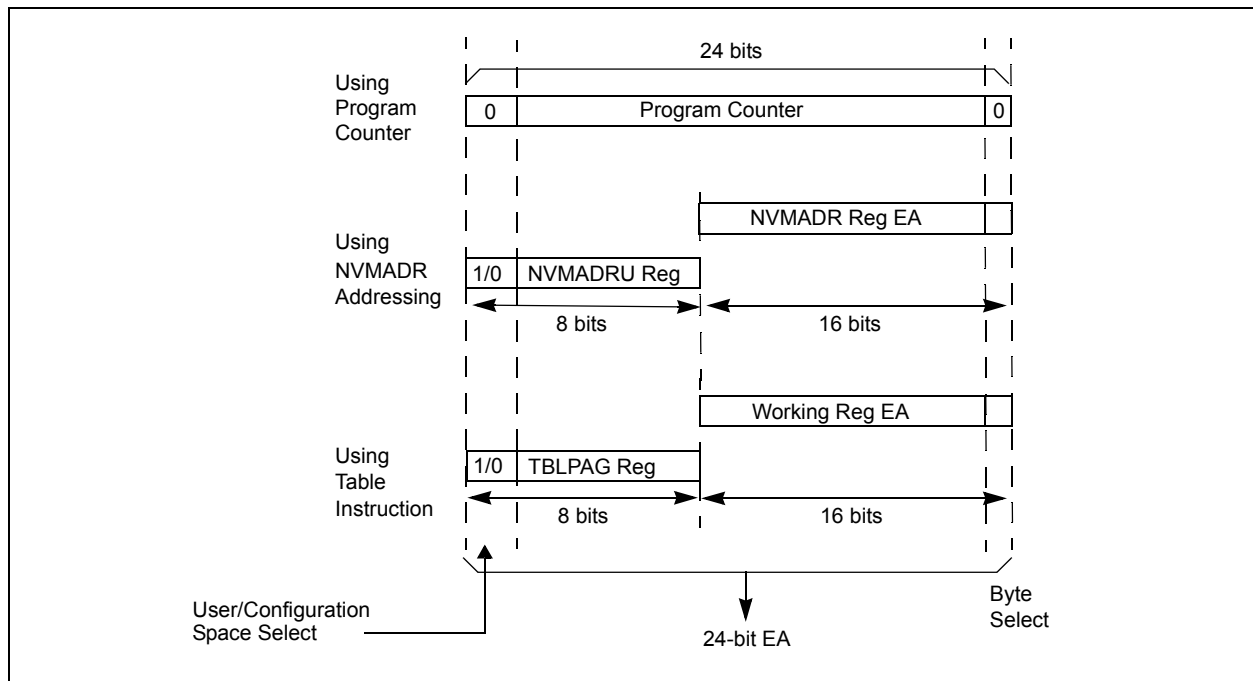 24 bits
Using
Program
Counter
0
Program Counter
0
NVMADR Reg EA
Using
NVMADR
Addressing
1/0
NVMADRU Reg
8 bits
16 bits
Working Reg EA
Using
Table
Instruction
1/0
TBLPAG Reg
8 bits
16 bits
User/Configuration
Space Select
24-bit EA
Byte
Select